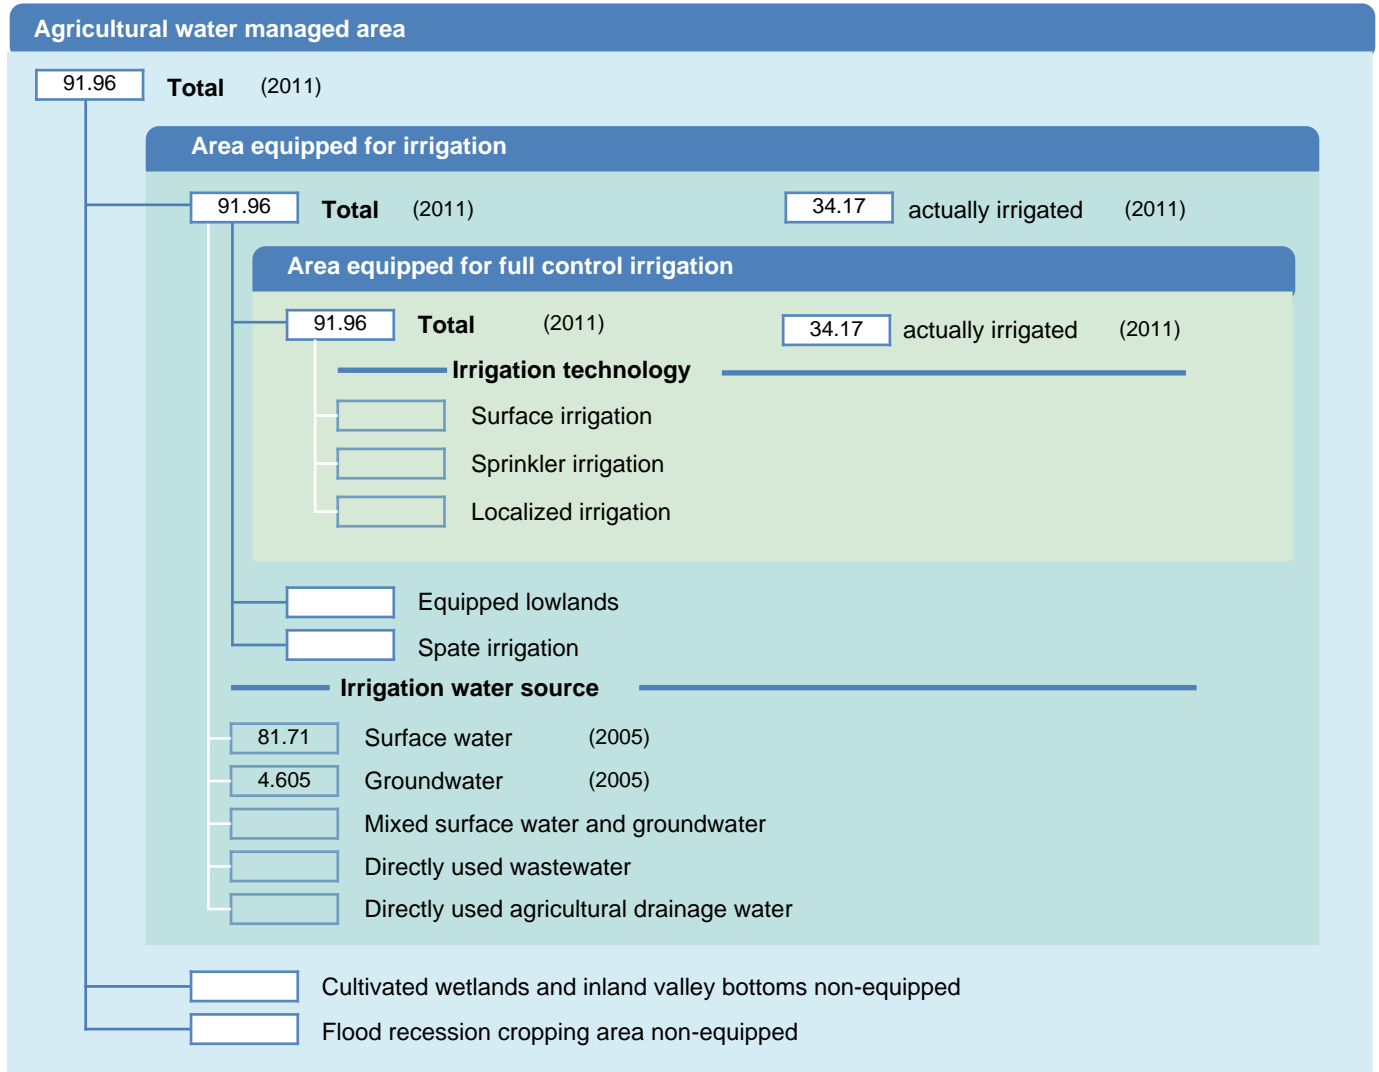 Agricultural water managed area
91.96 Total (2011)
Area equipped for irrigation
91.96 Total (2011) 34.17 actually irrigated (2011)
Area equipped for full control irrigation
91.96 Total (2011) 34.17 actually irrigated (2011)
Irrigation technology
Surface irrigation
Sprinkler irrigation
Localized irrigation
Equipped lowlands
Spate irrigation
Irrigation water source
81.71 Surface water (2005)
4.605 Groundwater (2005)
Mixed surface water and groundwater
Directly used wastewater
Directly used agricultural drainage water
Cultivated wetlands and inland valley bottoms non-equipped
Flood recession cropping area non-equipped